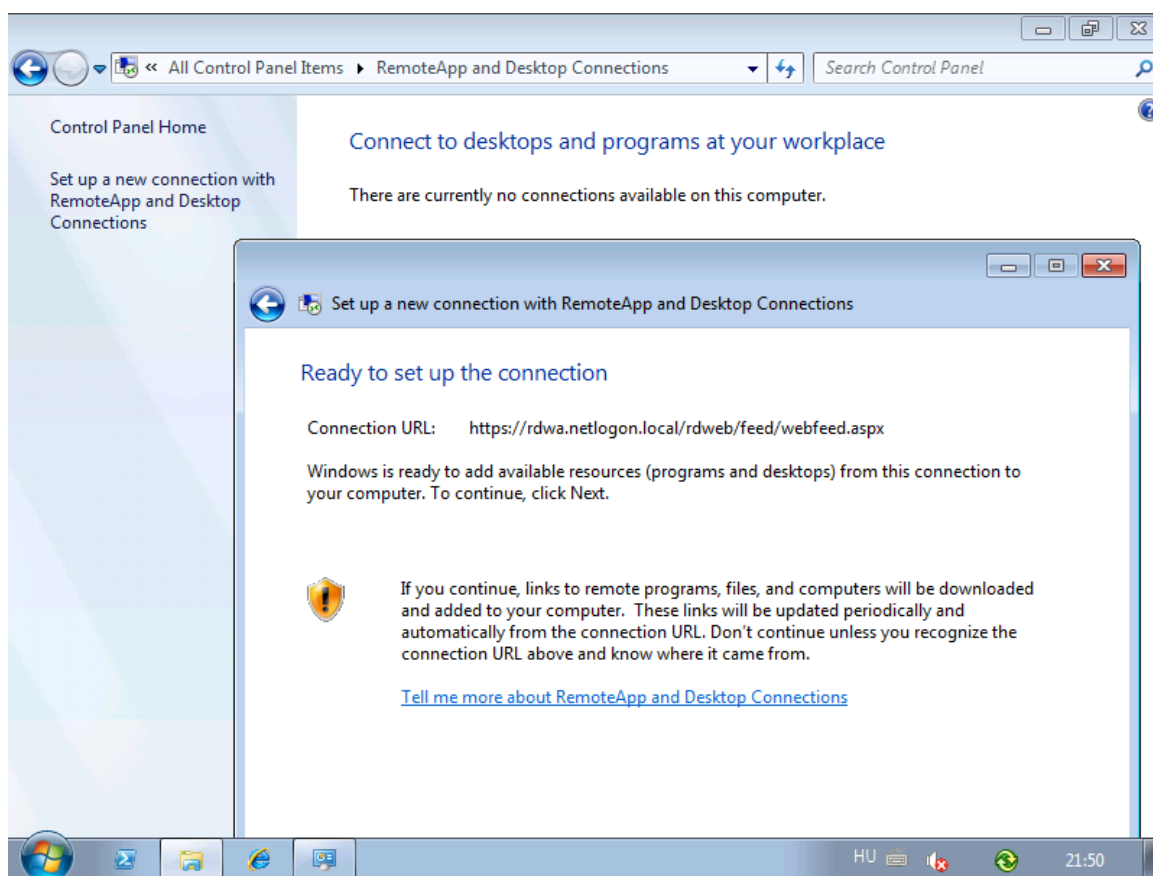 « All Control Panel Items ▸ RemoteApp and Desktop Connections
Search Control Panel
Control Panel Home
Set up a new connection with
RemoteApp and Desktop
Connections
Connect to desktops and programs at your workplace
There are currently no connections available on this computer.
Set up a new connection with RemoteApp and Desktop Connections
Ready to set up the connection
Connection URL: https://rdwa.netlogon.local/rdweb/feed/webfeed.aspx
Windows is ready to add available resources (programs and desktops) from this connection to
your computer. To continue, click Next.
If you continue, links to remote programs, files, and computers will be downloaded
and added to your computer. These links will be updated periodically and
automatically from the connection URL. Don't continue unless you recognize the
connection URL above and know where it came from.
Tell me more about RemoteApp and Desktop Connections
HU
21:50